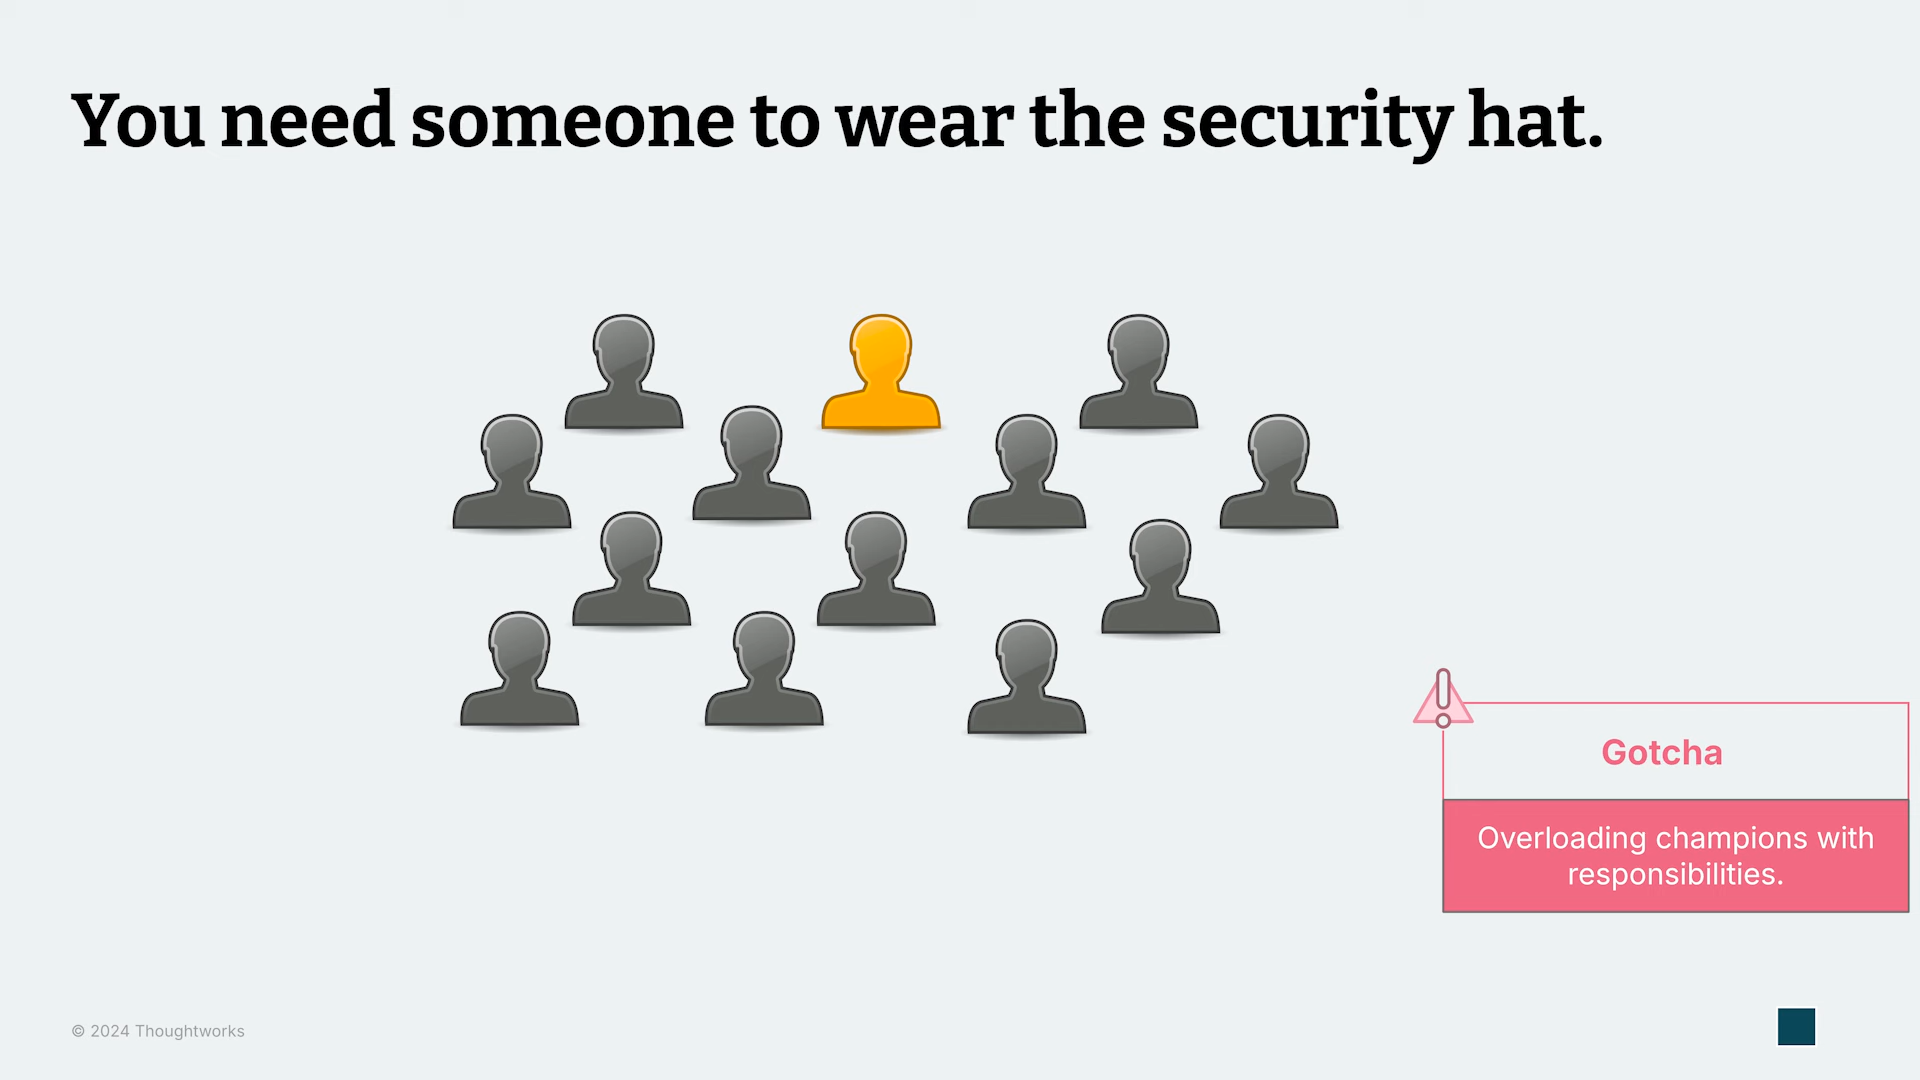 You need someone to wear the security hat.
Gotcha
Overloading champions with
responsibilities.
© 2024 Thoughtworks